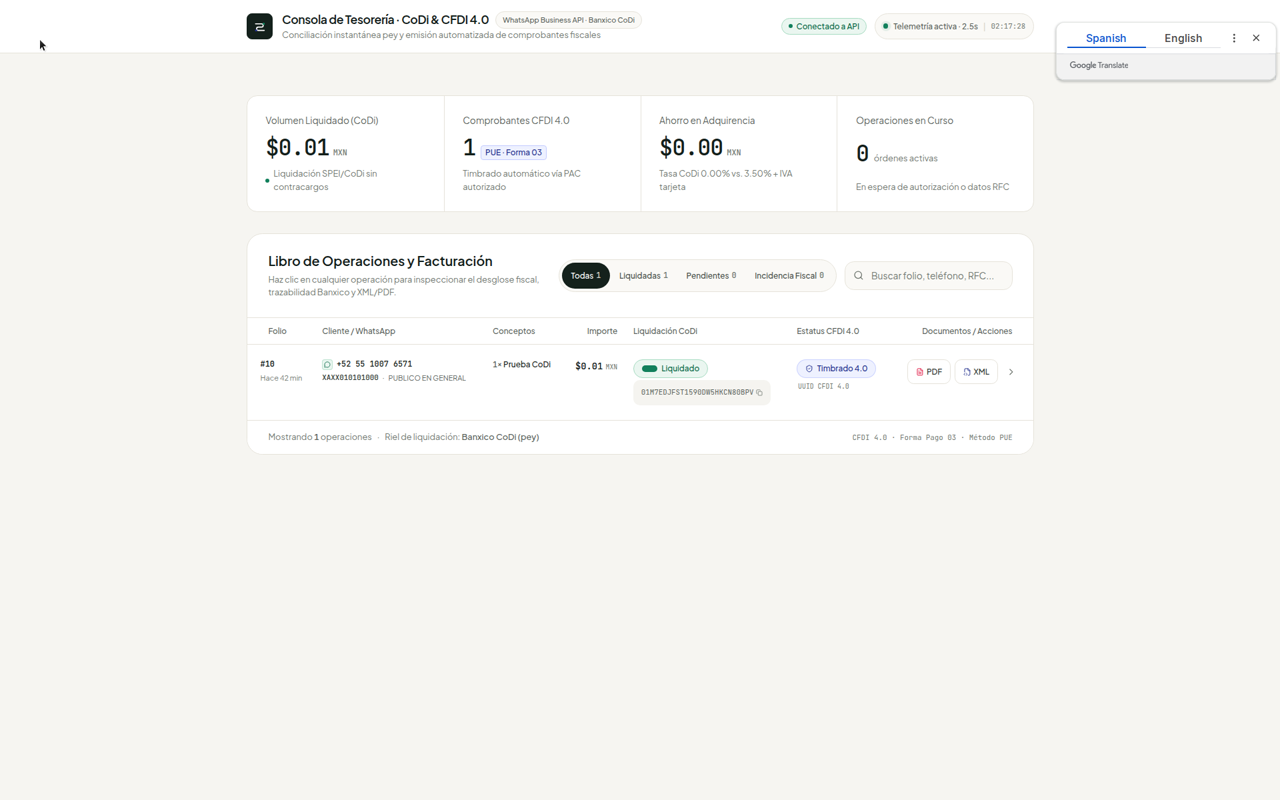 Consola de Tesorería · CoDi & CFDI 4.0
WhatsApp Business API · Banxico CoDi
Conciliación instantánea pey y emisión automatizada de comprobantes fiscales
Conectado a API
Telemetría activa · 2.5s | 02:17:28
Spanish
English
Google Translate
Volumen Liquidado (CoDi)
$0.01 MXN
Liquidación SPEI/CoDi sin
contracargos
Comprobantes CFDI 4.0
1 PUE · Forma 03
Timbrado automático vía PAC
autorizado
Ahorro en Adquirencia
$0.00 MXN
Tasa CoDi 0.00% vs. 3.50% + IVA
tarjeta
Operaciones en Curso
0 órdenes activas
En espera de autorización o datos RFC
Libro de Operaciones y Facturación
Haz clic en cualquier operación para inspeccionar el desglose fiscal,
trazabilidad Banxico y XML/PDF.
Todas 1
Liquidadas 1
Pendientes 0
Incidencia Fiscal 0
Buscar folio, teléfono, RFC...
Folio
Cliente / WhatsApp
Conceptos
Importe
Liquidación CoDi
Estatus CFDI 4.0
Documentos / Acciones
#10
Hace 42 min
+52 55 1007 6571
XAXX010101000 · PUBLICO EN GENERAL
1× Prueba CoDi
$0.01 MXN
Liquidado
01M7EDJFST1590DW5HKCN80BPV
Timbrado 4.0
UUID CFDI 4.0
PDF
XML
Mostrando 1 operaciones · Riel de liquidación: Banxico CoDi (pey)
CFDI 4.0 · Forma Pago 03 · Método PUE